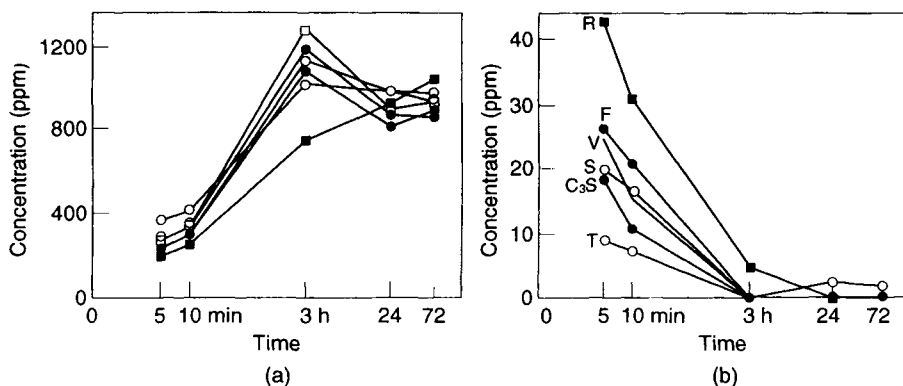 Concentration (ppm)
1200
800
400
0
0
5
10 min
3 h
24
72
Time
(a)
Concentration (ppm)
40
30
20
10
0
R
F
V
S
C₃S
T
0
5
10 min
3 h
24
72
Time
(b)